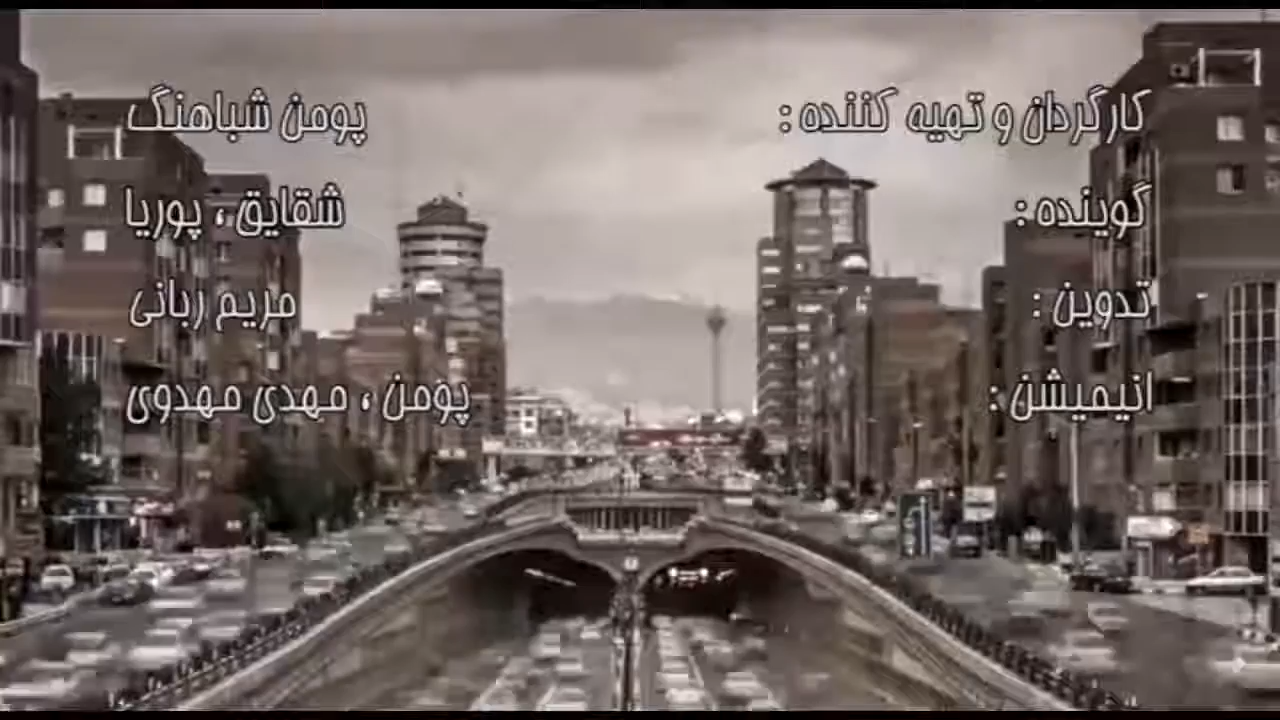 کارگردان و تهیه کننده : پومن شباهنگ
گوینده : شقایق ، پوریا
تدوین : مریم ربانی
انیمیشن : پومن ، مهدی مهدوی